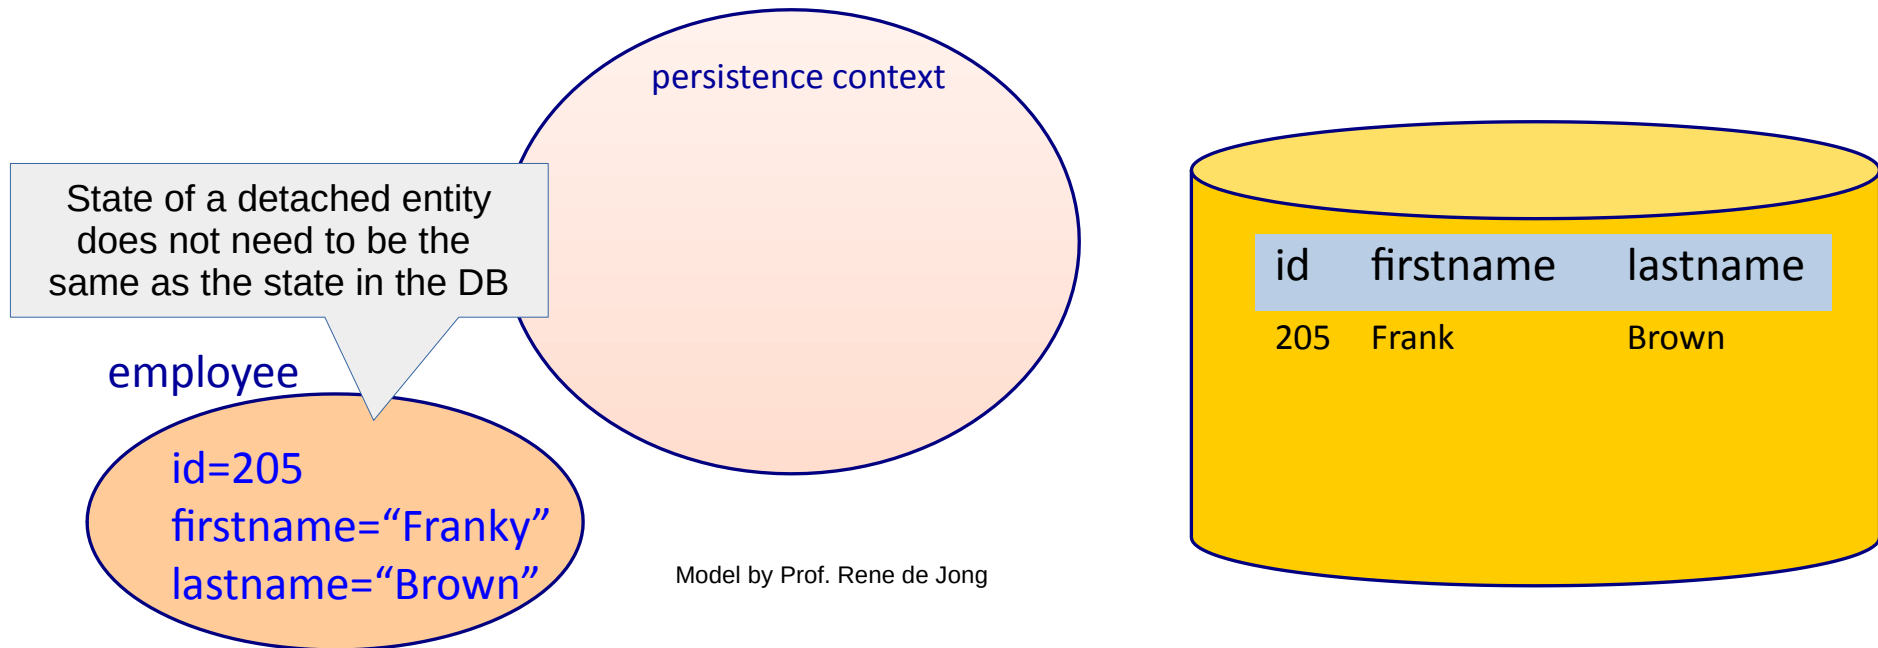 persistence context
State of a detached entity
does not need to be the
same as the state in the DB
employee
id=205
firstname=“Franky”
lastname=“Brown”
Model by Prof. Rene de Jong
id firstname lastname
205 Frank Brown